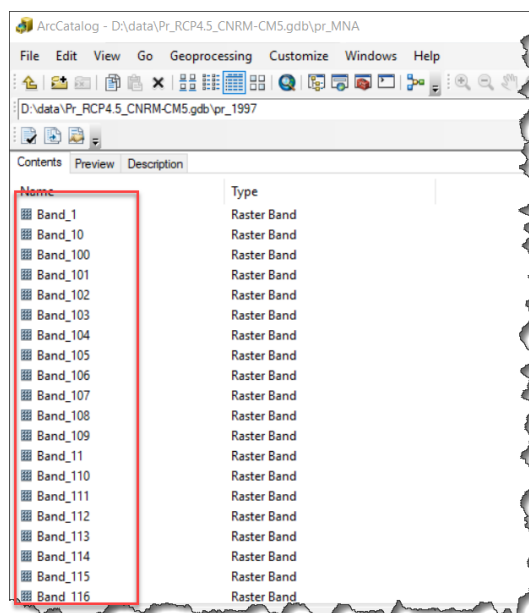 ArcCatalog - D:\data\Pr_RCP4.5_CNRM-CM5.gdb\pr_MNA
File Edit View Go Geoprocessing Customize Windows Help
D:\data\Pr_RCP4.5_CNRM-CM5.gdb\pr_1997
Contents Preview Description
Name Type
Band_1 Raster Band
Band_10 Raster Band
Band_100 Raster Band
Band_101 Raster Band
Band_102 Raster Band
Band_103 Raster Band
Band_104 Raster Band
Band_105 Raster Band
Band_106 Raster Band
Band_107 Raster Band
Band_108 Raster Band
Band_109 Raster Band
Band_11 Raster Band
Band_110 Raster Band
Band_111 Raster Band
Band_112 Raster Band
Band_113 Raster Band
Band_114 Raster Band
Band_115 Raster Band
Band_116 Raster Band